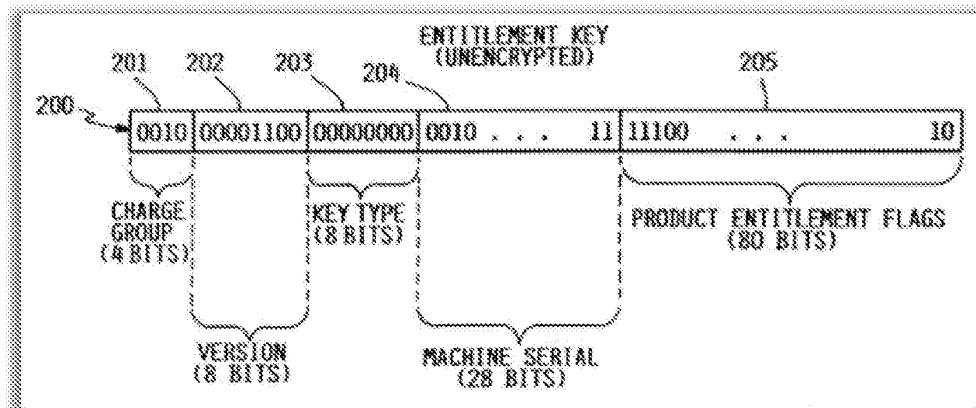 ENTITLEMENT KEY
(UNENCRYPTED)
201 202 203 204 205
200
0010 00001100 00000000 0010 . . . 11 11100 . . . 10
CHARGE
GROUP
(4 BITS)
KEY TYPE
(8 BITS)
PRODUCT ENTITLEMENT FLAGS
(80 BITS)
VERSION
(8 BITS)
MACHINE SERIAL
(28 BITS)